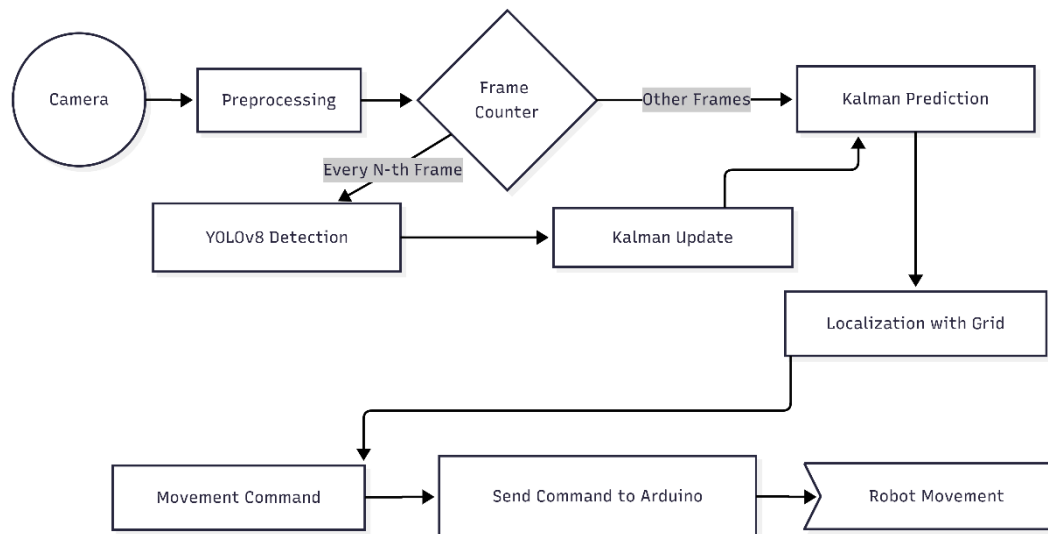 Camera
Preprocessing
Frame
Counter
Other Frames
Kalman Prediction
Every N-th Frame
YOLOv8 Detection
Kalman Update
Localization with Grid
Movement Command
Send Command to Arduino
Robot Movement